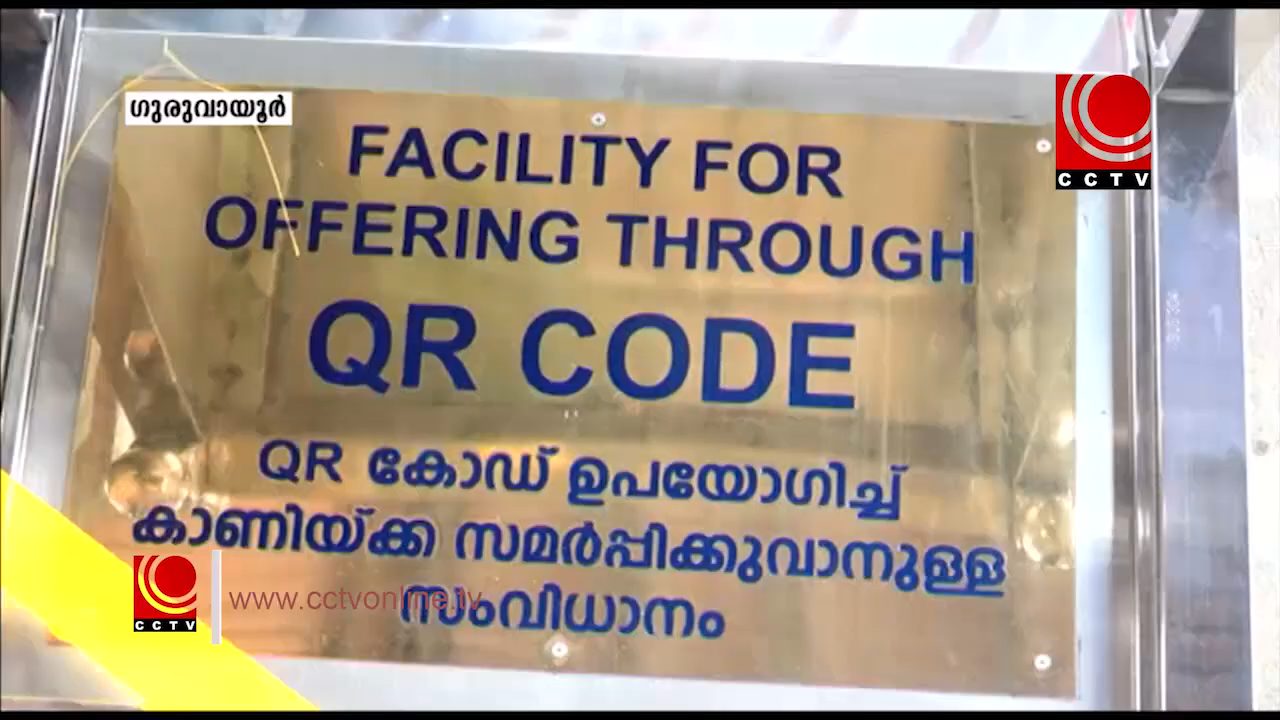 ഗുരുവായൂർ
CCTV
FACILITY FOR
OFFERING THROUGH
QR CODE
QR കോഡ് ഉപയോഗിച്ച്
കാണിയ്ക്ക സമർപ്പിക്കുവാനുള്ള
സംവിധാനം
CCTV
www.cctvonline.tv